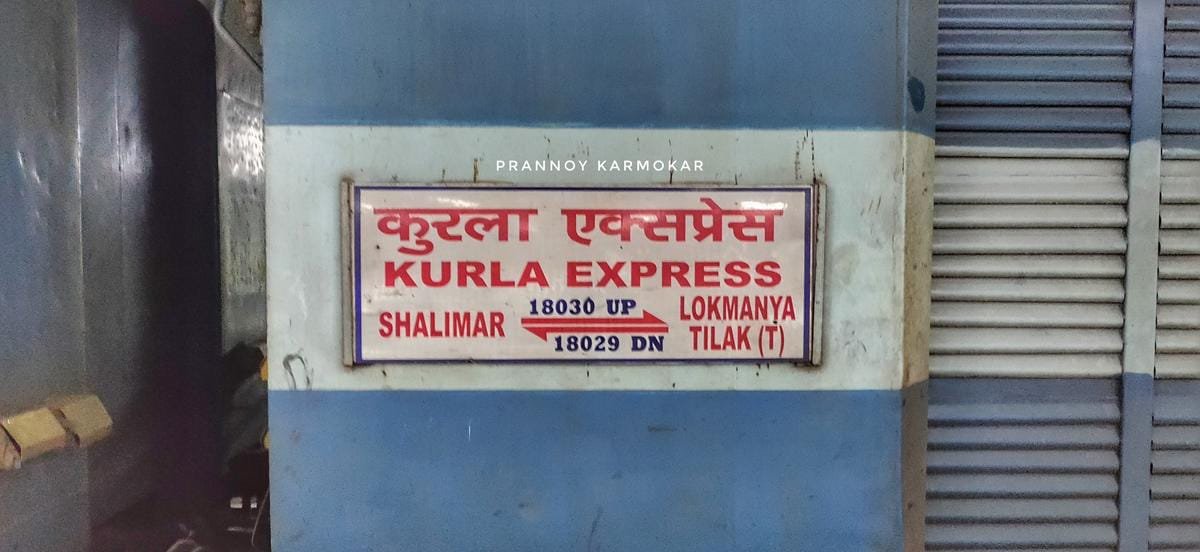 PRANNOY KARMOKAR
कुरला एक्सप्रेस
KURLA EXPRESS
SHALIMAR
18030 UP
18029 DN
LOKMANYA
TILAK (T)